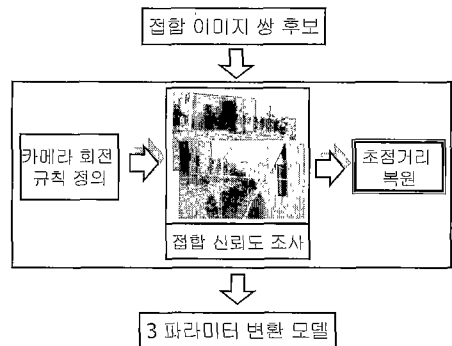 접합 이미지 쌍 후보
카메라 회전
규칙 정의
접합 신뢰도 조사
초점거리
복원
3 파라미터 변환 모델